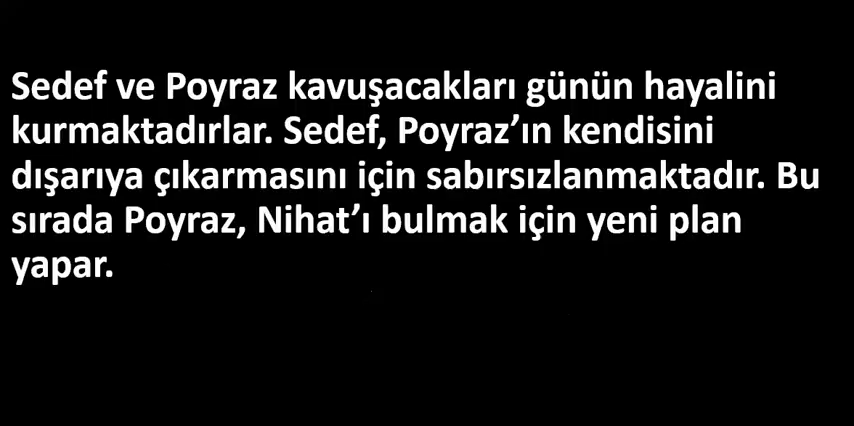 Sedef ve Poyraz kavuşacakları günün hayalini
kurmaktadırlar. Sedef, Poyraz’ın kendisini
dışarıya çıkarmasını için sabırsızlanmaktadır. Bu
sırada Poyraz, Nihat’ı bulmak için yeni plan
yapar.